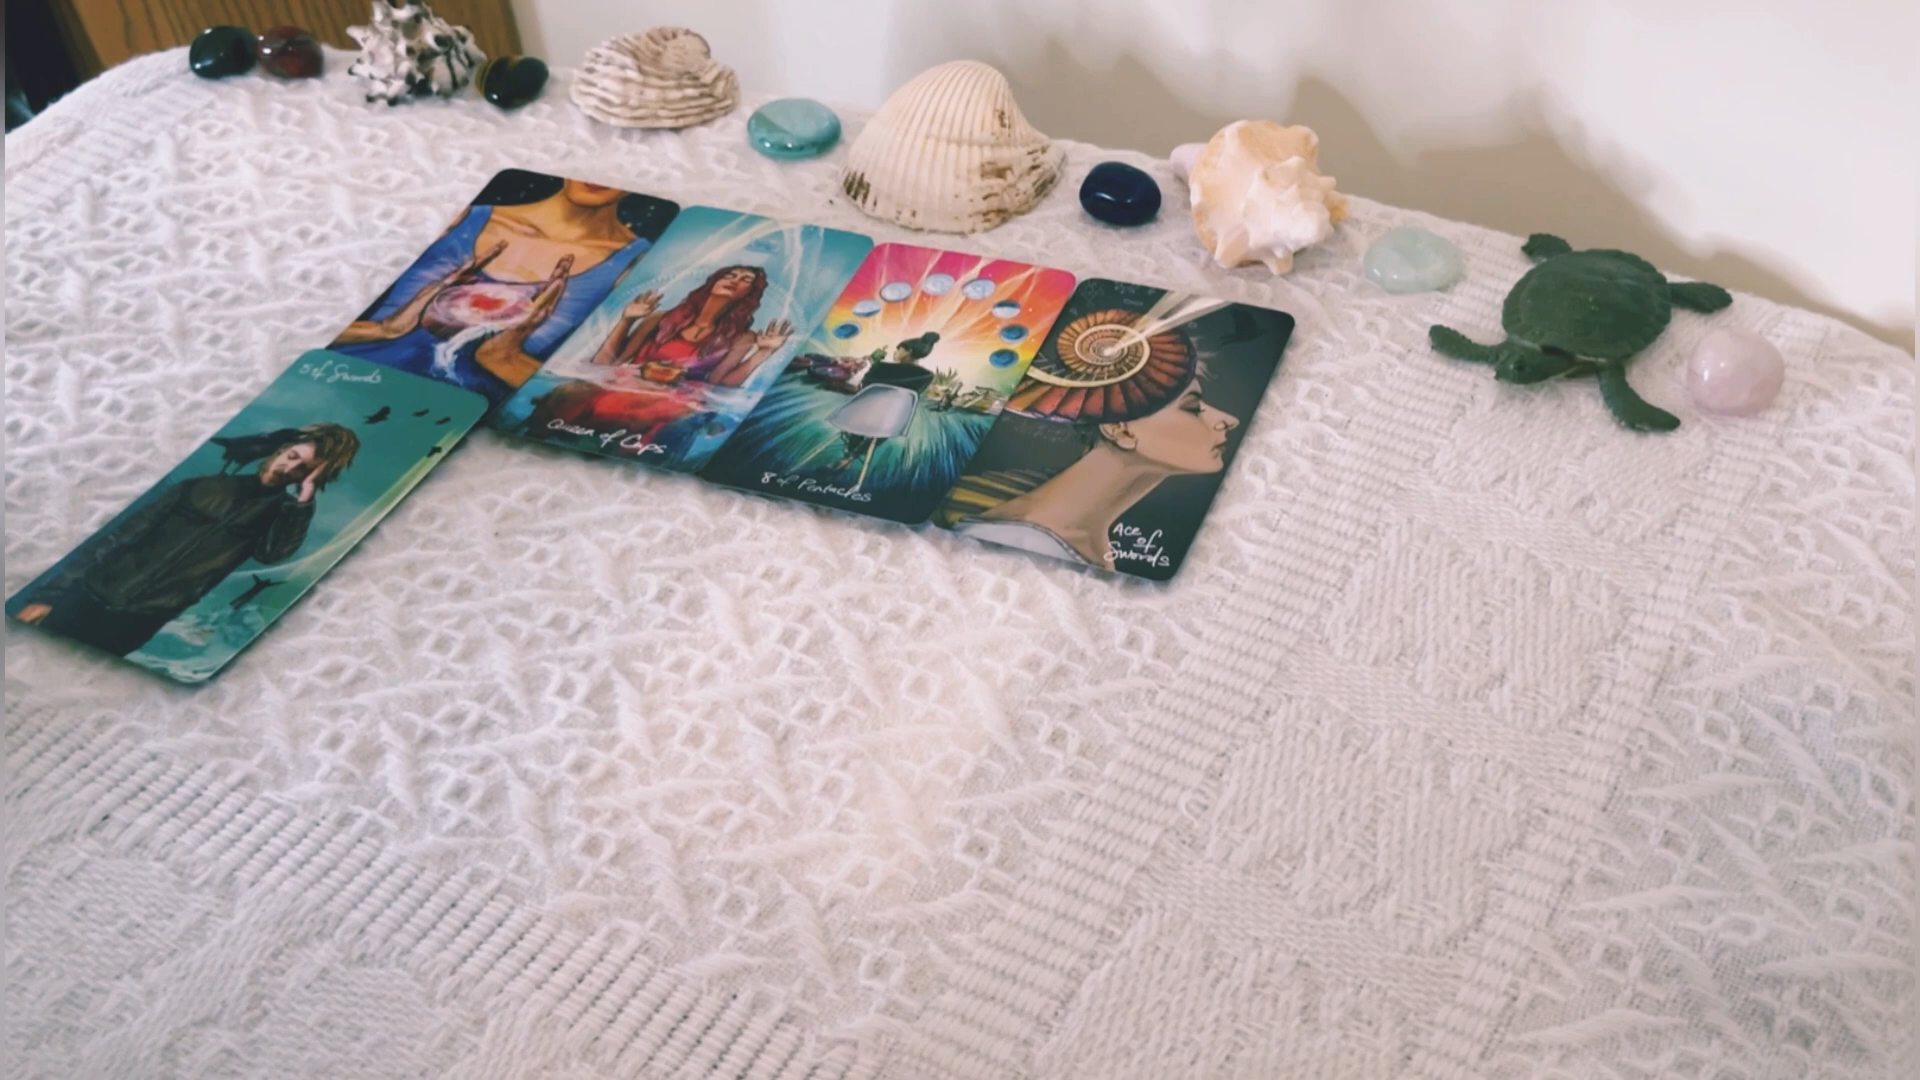 5 of Swords
Queen of Cups
8 of Pentacles
Ace
of
Swords